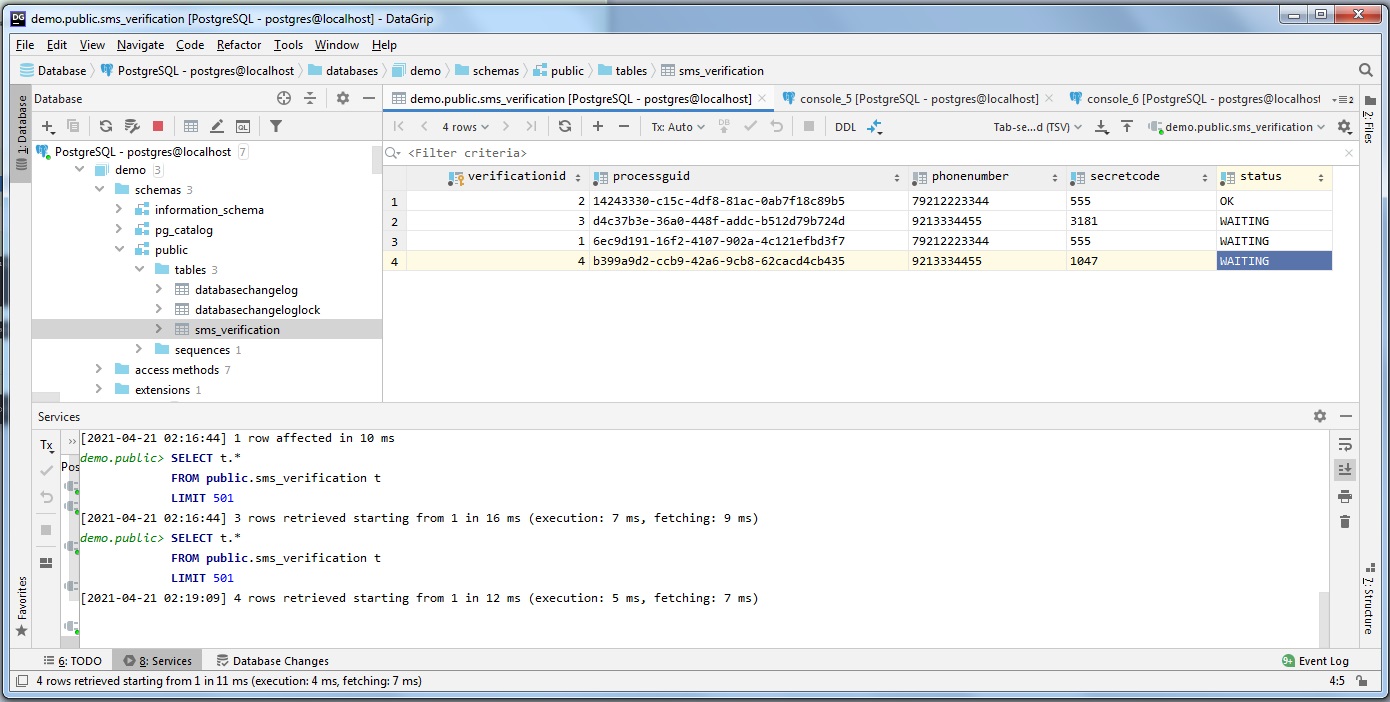 demo.public.sms_verification [PostgreSQL - postgres@localhost] - DataGrip
File Edit View Navigate Code Refactor Tools Window Help
Database PostgreSQL - postgres@localhost databases demo schemas public tables sms_verification
1: Database
Database
demo.public.sms_verification [PostgreSQL - postgres@localhost] console_5 [PostgreSQL - postgres@localhost] console_6 [PostgreSQL - postgres@localhost 2
2: Files
4 rows Tx: Auto DB DDL Tab-se...d (TSV) demo.public.sms_verification
<Filter criteria>
PostgreSQL - postgres@localhost 7
demo 3
schemas 3
information_schema
pg_catalog
public
tables 3
databasechangelog
databasechangeloglock
sms_verification
sequences 1
access methods 7
extensions 1
verificationid processguid phonenumber secretcode status
1 2 14243330-c15c-4df8-81ac-0ab7f18c89b5 79212223344 555 OK
2 3 d4c37b3e-36a0-448f-addc-b512d79b724d 9213334455 3181 WAITING
3 1 6ec9d191-16f2-4107-902a-4c121efbd3f7 79212223344 555 WAITING
4 4 b399a9d2-ccb9-42a6-9cb8-62cacd4cb435 9213334455 1047 WAITING
Services
Tx
Pos
[2021-04-21 02:16:44] 1 row affected in 10 ms
demo.public> SELECT t.*
FROM public.sms_verification t
LIMIT 501
[2021-04-21 02:16:44] 3 rows retrieved starting from 1 in 16 ms (execution: 7 ms, fetching: 9 ms)
demo.public> SELECT t.*
FROM public.sms_verification t
LIMIT 501
[2021-04-21 02:19:09] 4 rows retrieved starting from 1 in 12 ms (execution: 5 ms, fetching: 7 ms)
Favorites
7: Structure
6: TODO 8: Services Database Changes 9+ Event Log
4 rows retrieved starting from 1 in 11 ms (execution: 4 ms, fetching: 7 ms) 4:5